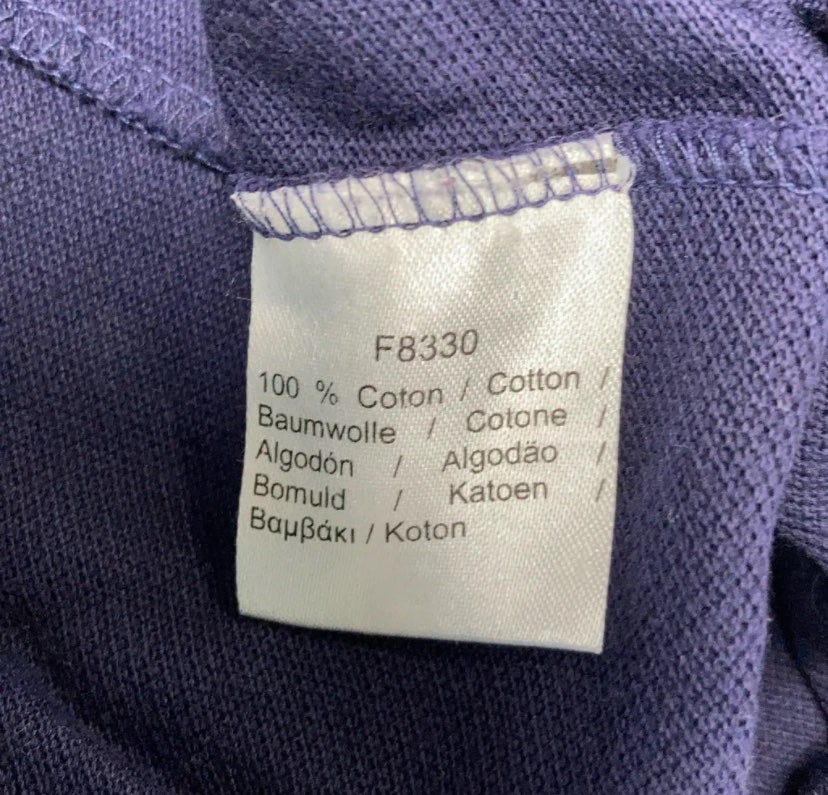 F8330
100 % Coton / Cotton /
Baumwolle / Cotone /
Algodón / Algodão /
Bomuld / Katoen /
Βαμβάκι / Koton